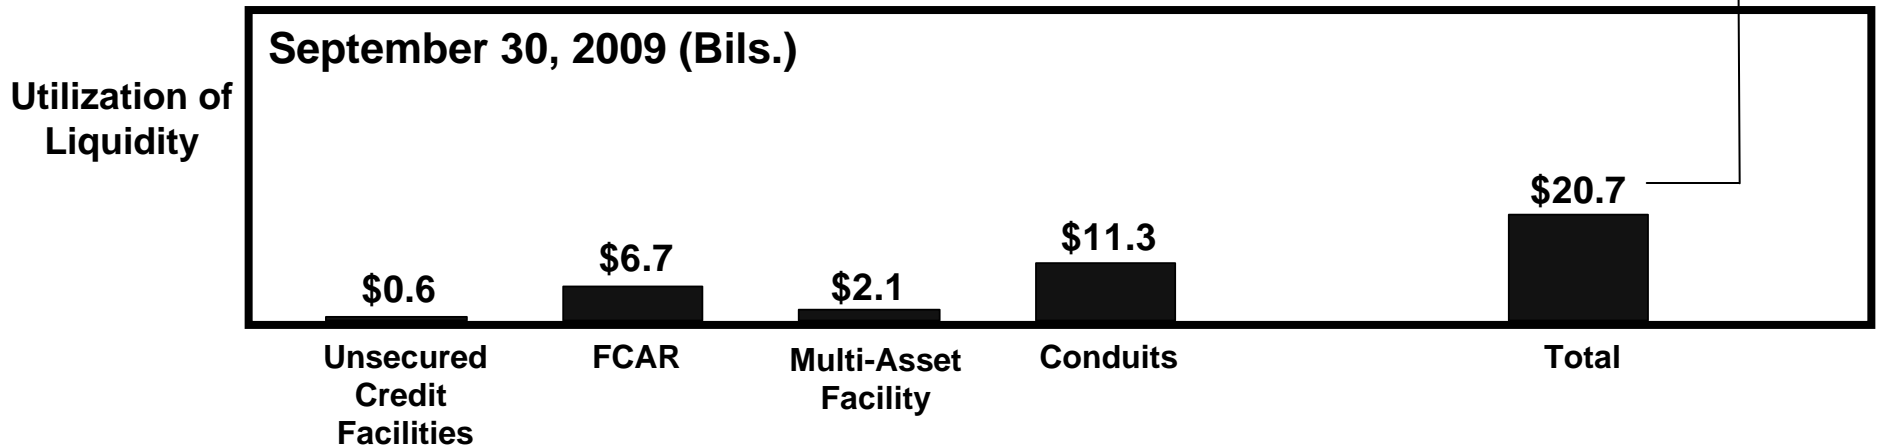 September 30, 2009 (Bils.)
Utilization of
Liquidity
$0.6
$6.7
$2.1
$11.3
$20.7
Unsecured
Credit
Facilities
FCAR
Multi-Asset
Facility
Conduits
Total